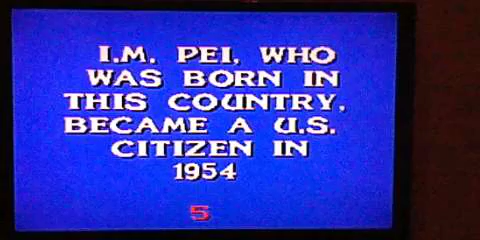 I.M. PEI, WHO
WAS BORN IN
THIS COUNTRY,
BECAME A U.S.
CITIZEN IN
1954
5